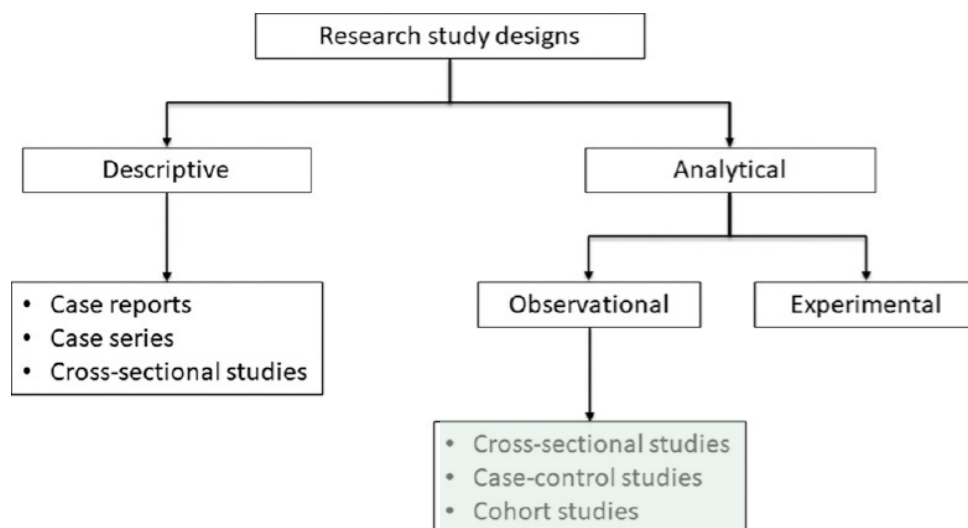 Research study designs
Descriptive
Analytical
• Case reports
• Case series
• Cross-sectional studies
Observational
Experimental
• Cross-sectional studies
• Case-control studies
• Cohort studies